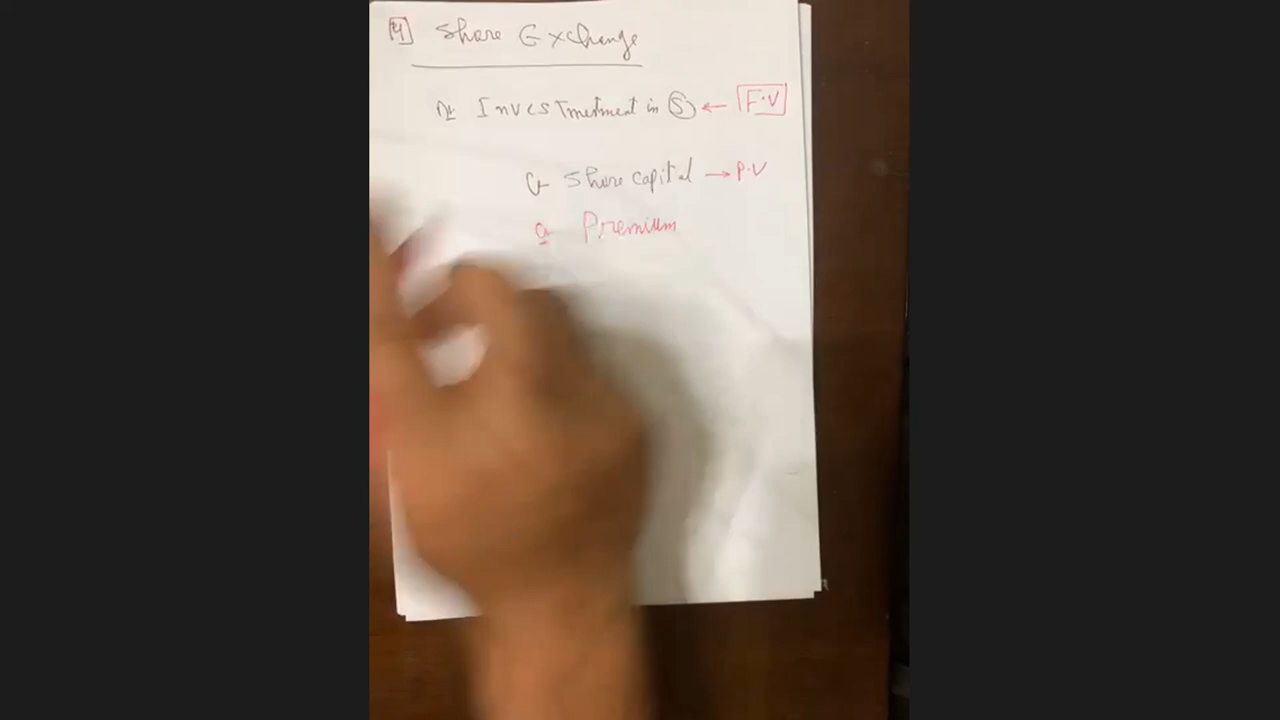 [4] Share Exchange
Dr Investment in (S) ← F.V
Cr Share capital → P.V
Cr Premium